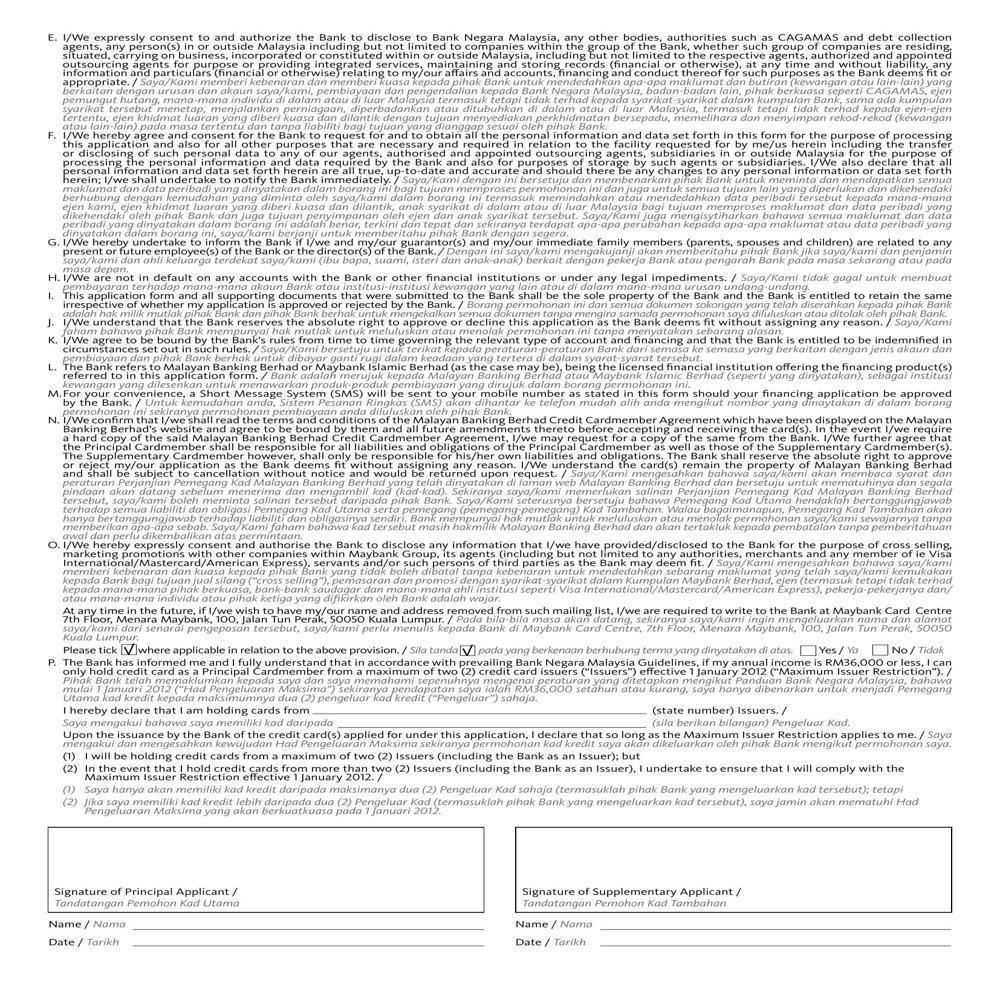 E. I/We expressly consent to and authorize the Bank to disclose to Bank Negara Malaysia, any other bodies, authorities such as CAGAMAS and debt collection
agents, any person(s) in or outside Malaysia including but not limited to companies within the group of the Bank, whether such group of companies are residing,
situated, carrying on business, incorporated or constituted within or outside Malaysia, including but not limited to the respective agents, authorized and appointed
outsourcing agents for purpose or providing integrated services, maintaining and storing records (financial or otherwise), at any time and without liability, any
information and particulars (financial or otherwise) relating to my/our affairs and accounts, financing and conduct thereof for such purposes as the Bank deems fit or
appropriate. / Saya/Kami memberi kebenaran dan memberi kuasa kepada pihak Bank untuk mendedahkan apa-apa maklumat dan butiran (kewangan atau lain-lain) yang
berkaitan dengan urusan dan akaun saya/kami, pembiayaan dan pengendalian kepada Bank Negara Malaysia, badan-badan lain, pihak berkuasa seperti CAGAMAS, ejen
pemungut hutang, mana-mana individu di dalam atau di luar Malaysia termasuk tetapi tidak terhad kepada syarikat-syarikat dalam kumpulan Bank, sama ada kumpulan
syarikat tersebut menetap, menjalankan perniagaan, diperbadankan atau ditubuhkan di dalam atau di luar Malaysia, termasuk tetapi tidak terhad kepada ejen-ejen
tertentu, ejen khidmat luaran yang diberi kuasa dan dilantik dengan tujuan menyediakan perkhidmatan bersepadu, memelihara dan menyimpan rekod-rekod (kewangan
atau lain-lain) pada masa tertentu dan tanpa liabiliti bagi tujuan yang dianggap sesuai oleh pihak Bank.
F. I/We hereby agree and consent for the Bank to request for and to obtain all the personal information and data set forth in this form for the purpose of processing
this application and also for all other purposes that are necessary and required in relation to the facility requested for by me/us herein including the transfer
or disclosing of such personal data to any of our agents, authorised and appointed outsourcing agents, subsidiaries in or outside Malaysia for the purpose of
processing the personal information and data required by the Bank and also for purposes of storage by such agents or subsidiaries. I/We also declare that all
personal information and data set forth herein are all true, up-to-date and accurate and should there be any changes to any personal information or data set forth
herein; I/we shall undertake to notify the Bank immediately. / Saya/Kami dengan ini bersetuju dan membenarkan pihak Bank untuk meminta dan mendapatkan semua
maklumat dan data peribadi yang dinyatakan dalam borang ini bagi tujuan memproses permohonan ini dan juga untuk semua tujuan lain yang diperlukan dan dikehendaki
berhubung dengan kemudahan yang diminta oleh saya/kami dalam borang ini termasuk memindahkan atau mendedahkan data peribadi tersebut kepada mana-mana
ejen kami, ejen khidmat luaran yang diberi kuasa dan dilantik, anak syarikat di dalam atau di luar Malaysia bagi tujuan memproses maklumat dan data peribadi yang
dikehendaki oleh pihak Bank dan juga tujuan penyimpanan oleh ejen dan anak syarikat tersebut. Saya/Kami juga mengisytiharkan bahawa semua maklumat dan data
peribadi yang dinyatakan dalam borang ini adalah benar, terkini dan tepat dan sekiranya terdapat apa-apa perubahan kepada apa-apa maklumat atau data peribadi yang
dinyatakan dalam borang ini, saya/kami berjanji untuk memberitahu pihak Bank dengan segera.
G. I/We hereby undertake to inform the Bank if I/we and my/our guarantor(s) and my/our immediate family members (parents, spouses and children) are related to any
present or future employee(s) of the Bank or the director(s) of the Bank. / Dengan ini saya/kami mengakujanji akan memberitahu pihak Bank jika saya/kami dan penjamin
saya/kami dan ahli keluarga terdekat saya/kami (ibu bapa, suami, isteri dan anak-anak) berkait dengan pekerja Bank atau pengarah Bank pada masa sekarang atau pada
masa depan.
H. I/We are not in default on any accounts with the Bank or other financial institutions or under any legal impediments. / Saya/Kami tidak gagal untuk membuat
pembayaran terhadap mana-mana akaun Bank atau institusi-institusi kewangan yang lain atau di dalam mana-mana urusan undang-undang.
I. This application form and all supporting documents that were submitted to the Bank shall be the sole property of the Bank and the Bank is entitled to retain the same
irrespective of whether my application is approved or rejected by the Bank. / Borang permohonan ini dan semua dokumen sokongan yang telah diserahkan kepada pihak Bank
adalah hak milik mutlak pihak Bank dan pihak Bank berhak untuk mengekalkan semua dokumen tanpa mengira samada permohonan saya diluluskan atau ditolak oleh pihak Bank.
J. I/We understand that the Bank reserves the absolute right to approve or decline this application as the Bank deems fit without assigning any reason. / Saya/Kami
faham bahawa pihak Bank mempunyai hak mutlak untuk meluluskan atau menolak permohonan ini tanpa menyatakan sebarang alasan.
K. I/We agree to be bound by the Bank's rules from time to time governing the relevant type of account and financing and that the Bank is entitled to be indemnified in
circumstances set out in such rules. / Saya/Kami bersetuju untuk terikat kepada peraturan-peraturan Bank dari semasa ke semasa yang berkaitan dengan jenis akaun dan
pembiayaan dan pihak Bank berhak untuk dibayar ganti rugi dalam keadaan yang tertera di dalam syarat-syarat tersebut.
L. The Bank refers to Malayan Banking Berhad or Maybank Islamic Berhad (as the case may be), being the licensed financial institution offering the financing product(s)
referred to in this application form. / Bank adalah merujuk kepada Malayan Banking Berhad atau Maybank Islamic Berhad (seperti yang dinyatakan), sebagai institusi
kewangan yang dilesenkan untuk menawarkan produk-produk pembiayaan yang dirujuk dalam borang permohonan ini.
M. For your convenience, a Short Message System (SMS) will be sent to your mobile number as stated in this form should your financing application be approved
by the Bank. / Untuk kemudahan anda, Sistem Pesanan Ringkas (SMS) akan dihantar ke telefon mudah alih anda mengikut nombor yang dinaytakan di dalam borang
permohonan ini sekiranya permohonan pembiayaan anda diluluskan oleh pihak Bank.
N. I/We confirm that I/we shall read the terms and conditions of the Malayan Banking Berhad Credit Cardmember Agreement which have been displayed on the Malayan
Banking Berhad's website and agree to be bound by them and all future amendments thereto before accepting and receiving the card(s). In the event I/we require
a hard copy of the said Malayan Banking Berhad Credit Cardmember Agreement, I/we may request for a copy of the same from the Bank. I/We further agree that
the Principal Cardmember shall be responsible for all liabilities and obligations of the Principal Cardmember as well as those of the Supplementary Cardmember(s).
The Supplementary Cardmember however, shall only be responsible for his/her own liabilities and obligations. The Bank shall reserve the absolute right to approve
or reject my/our application as the Bank deems fit without assigning any reason. I/We understand the card(s) remain the property of Malayan Banking Berhad
and shall be subject to cancellation without notice and would be returned upon request. / Saya/Kami mengesahkan bahawa saya/kami akan membaca syarat dan
peraturan Perjanjian Pemegang Kad Malayan Banking Berhad yang telah dinyatakan di laman web Malayan Banking Berhad dan bersetuju untuk mematuhinya dan segala
pindaan akan datang sebelum menerima dan mengambil kad (kad-kad). Sekiranya saya/kami memerlukan salinan Perjanjian Pemegang Kad Malayan Banking Berhad
tersebut, saya/kami boleh meminta salinan tersebut daripada pihak Bank. Saya/Kami seterusnya bersetuju bahawa Pemegang Kad Utama hendaklah bertanggungjawab
terhadap semua liabiliti dan obligasi Pemegang Kad Utama serta pemegang (pemegang-pemegang) Kad Tambahan. Walau bagaimanapun, Pemegang Kad Tambahan akan
hanya bertanggungjawab terhadap liabiliti dan obligasinya sendiri. Bank mempunyai hak mutlak untuk meluluskan atau menolak permohonan saya/kami sewajarnya tanpa
memberikan apa-apa sebab. Saya/Kami faham bahawa kad tersebut masih hakmilik Malayan Banking Berhad dan akan tertakluk kepada pembatalan tanpa pemberitahuan
awal dan perlu dikembalikan atas permintaan.
O. I/We hereby expressly consent and authorise the Bank to disclose any information that I/we have provided/disclosed to the Bank for the purpose of cross selling,
marketing promotions with other companies within Maybank Group, its agents (including but not limited to any authorities, merchants and any member of ie Visa
International/Mastercard/American Express), servants and/or such persons of third parties as the Bank may deem fit. / Saya/Kami mengesahkan bahawa saya/kami
memberi kebenaran dan kuasa kepada pihak Bank yang tidak boleh dibatal tanpa kebenaran untuk mendedahkan sebarang maklumat yang telah saya/kami kemukakan
kepada Bank bagi tujuan jual silang ("cross selling"), pemasaran dan promosi dengan syarikat-syarikat dalam Kumpulan Maybank Berhad, ejen (termasuk tetapi tidak terhad
kepada mana-mana pihak berkuasa, bank-bank saudagar dan mana-mana ahli institusi seperti Visa International/Mastercard/American Express), pekerja-pekerjanya dan/
atau mana-mana individu atau pihak ketiga yang difikirkan oleh Bank adalah wajar.
At any time in the future, if I/we wish to have my/our name and address removed from such mailing list, I/we are required to write to the Bank at Maybank Card Centre
7th Floor, Menara Maybank, 100, Jalan Tun Perak, 50050 Kuala Lumpur. / Pada bila-bila masa akan datang, sekiranya saya/kami ingin mengeluarkan nama dan alamat
saya/kami dari senarai pengeposan tersebut, saya/kami perlu menulis kepada Bank di Maybank Card Centre, 7th Floor, Menara Maybank, 100, Jalan Tun Perak, 50050
Kuala Lumpur.
Please tick ☑ where applicable in relation to the above provision. / Sila tanda ☑ pada yang berkenaan berhubung terma yang dinyatakan di atas. ☐ Yes / Ya ☐ No / Tidak
P. The Bank has informed me and I fully understand that in accordance with prevailing Bank Negara Malaysia Guidelines, if my annual income is RM36,000 or less, I can
only hold credit card as a Principal Cardmember from a maximum of two (2) credit card issuers ("Issuers") effective 1 January 2012 ("Maximum Issuer Restriction"). /
Pihak Bank telah memaklumkan kepada saya dan saya memahami sepenuhnya mengenai peraturan yang ditetapkan mengikut Panduan Bank Negara Malaysia, bahawa
mulai 1 Januari 2012 ("Had Pengeluaran Maksima") sekiranya pendapatan saya ialah RM36,000 setahun atau kurang, saya hanya dibenarkan untuk menjadi Pemegang
Utama kad kredit kepada maksimumnya dua (2) pengeluar kad kredit ("Pengeluar") sahaja.
I hereby declare that I am holding cards from (state number) Issuers. /
Saya mengakui bahawa saya memiliki kad daripada (sila berikan bilangan) Pengeluar Kad.
Upon the issuance by the Bank of the credit card(s) applied for under this application, I declare that so long as the Maximum Issuer Restriction applies to me. / Saya
mengakui dan mengesahkan kewujudan Had Pengeluaran Maksima sekiranya permohonan kad kredit saya akan dikeluarkan oleh pihak Bank mengikut permohonan saya.
(1) I will be holding credit cards from a maximum of two (2) Issuers (including the Bank as an Issuer); but
(2) In the event that I hold credit cards from more than two (2) Issuers (including the Bank as an Issuer), I undertake to ensure that I will comply with the
Maximum Issuer Restriction effective 1 January 2012. /
(1) Saya hanya akan memiliki kad kredit daripada maksimanya dua (2) Pengeluar Kad sahaja (termasuklah pihak Bank yang mengeluarkan kad tersebut); tetapi
(2) Jika saya memiliki kad kredit lebih daripada dua (2) Pengeluar Kad (termasuklah pihak Bank yang mengeluarkan kad tersebut), saya jamin akan mematuhi Had
Pengeluaran Maksima yang akan berkuatkuasa pada 1 Januari 2012.
Signature of Principal Applicant /
Tandatangan Pemohon Kad Utama
Name / Nama
Date / Tarikh
Signature of Supplementary Applicant /
Tandatangan Pemohon Kad Tambahan
Name / Nama
Date / Tarikh